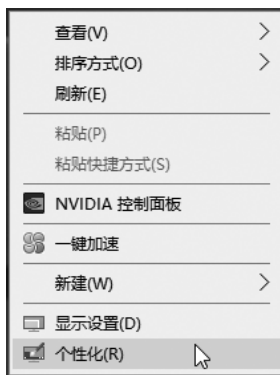 查看(V)
排序方式(O)
刷新(E)
粘贴(P)
粘贴快捷方式(S)
NVIDIA 控制面板
一键加速
新建(W)
显示设置(D)
个性化(R)